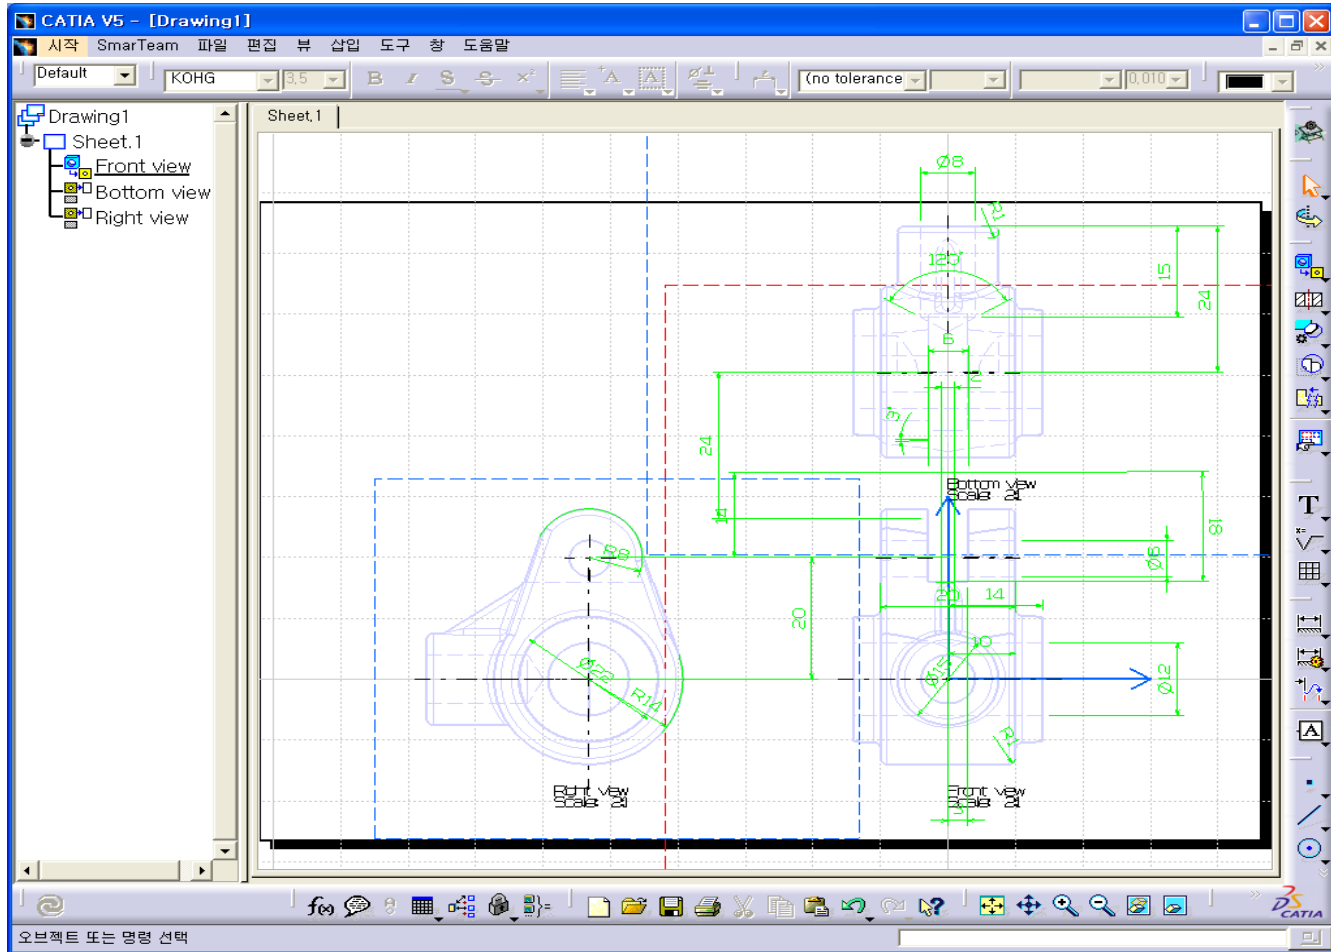 CATIA V5 - [Drawing1]
시작 SmarTeam 파일 편집 뷰 삽입 도구 창 도움말
Default KOHG 3,5 B I S S x² A A (no tolerance 0,010
Drawing1
Sheet.1
Front view
Bottom view
Right view
Sheet.1
Ø8
R1
120°
15
24
6
2
3°
24
14
Bottom view
Scale: 2:1
18
Ø6
R8
20
20
14
10
Ø22
R14
Ø15
Ø12
R1
Right view
Scale: 2:1
Front view
Scale: 2:1
T
A
f(x)
CATIA
오브젝트 또는 명령 선택